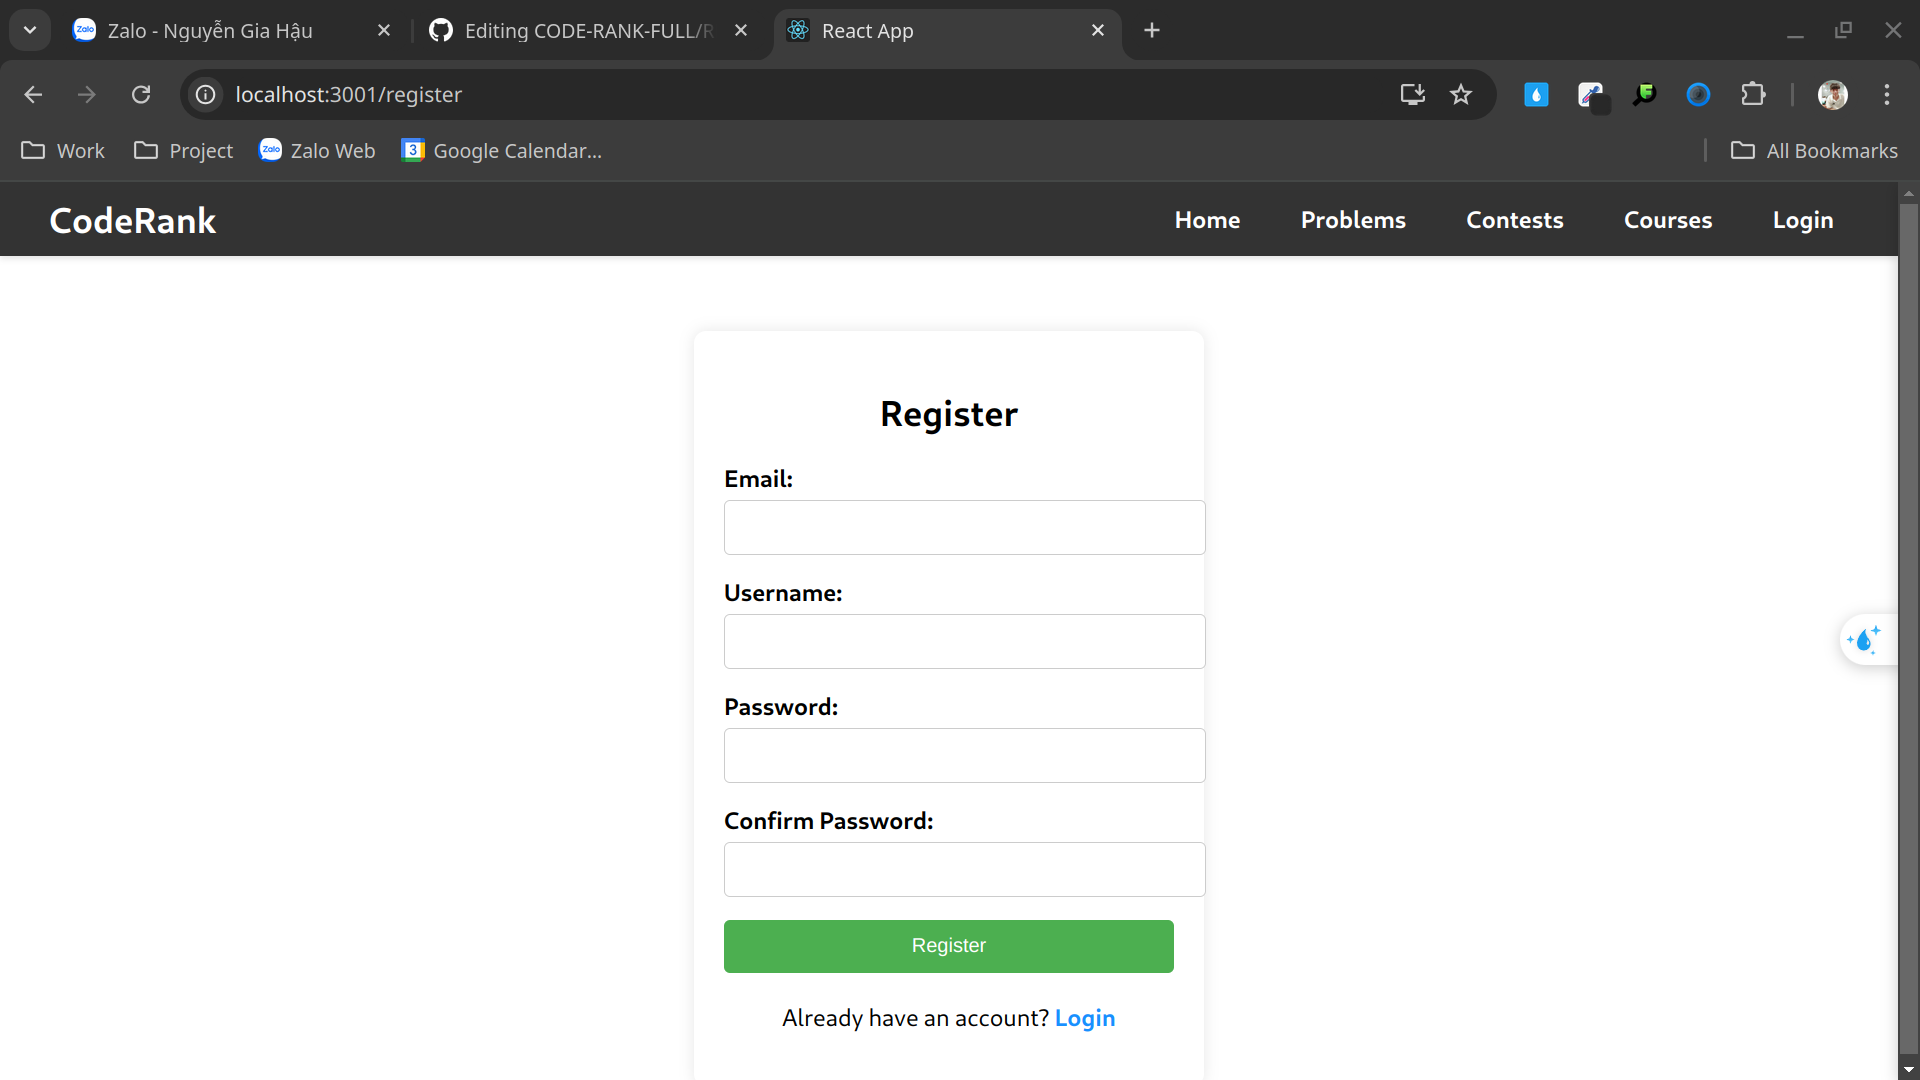 Zalo - Nguyễn Gia Hậu
Editing CODE-RANK-FULL/R
React App
localhost:3001/register
Work
Project
Zalo
Zalo Web
3
Google Calendar...
All Bookmarks
CodeRank
Home
Problems
Contests
Courses
Login
Register
Email:
Username:
Password:
Confirm Password:
Register
Already have an account? Login